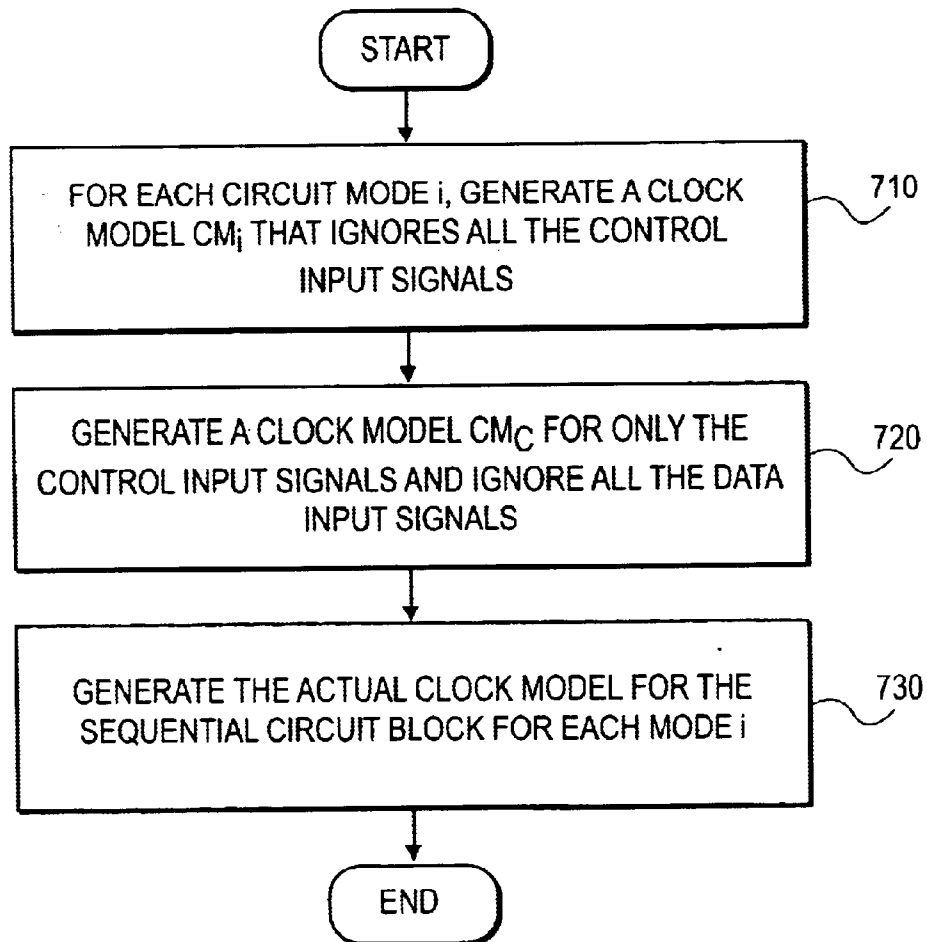 START
FOR EACH CIRCUIT MODE i, GENERATE A CLOCK
MODEL CMi THAT IGNORES ALL THE CONTROL
INPUT SIGNALS
710
GENERATE A CLOCK MODEL CMC FOR ONLY THE
CONTROL INPUT SIGNALS AND IGNORE ALL THE DATA
INPUT SIGNALS
720
GENERATE THE ACTUAL CLOCK MODEL FOR THE
SEQUENTIAL CIRCUIT BLOCK FOR EACH MODE i
730
END